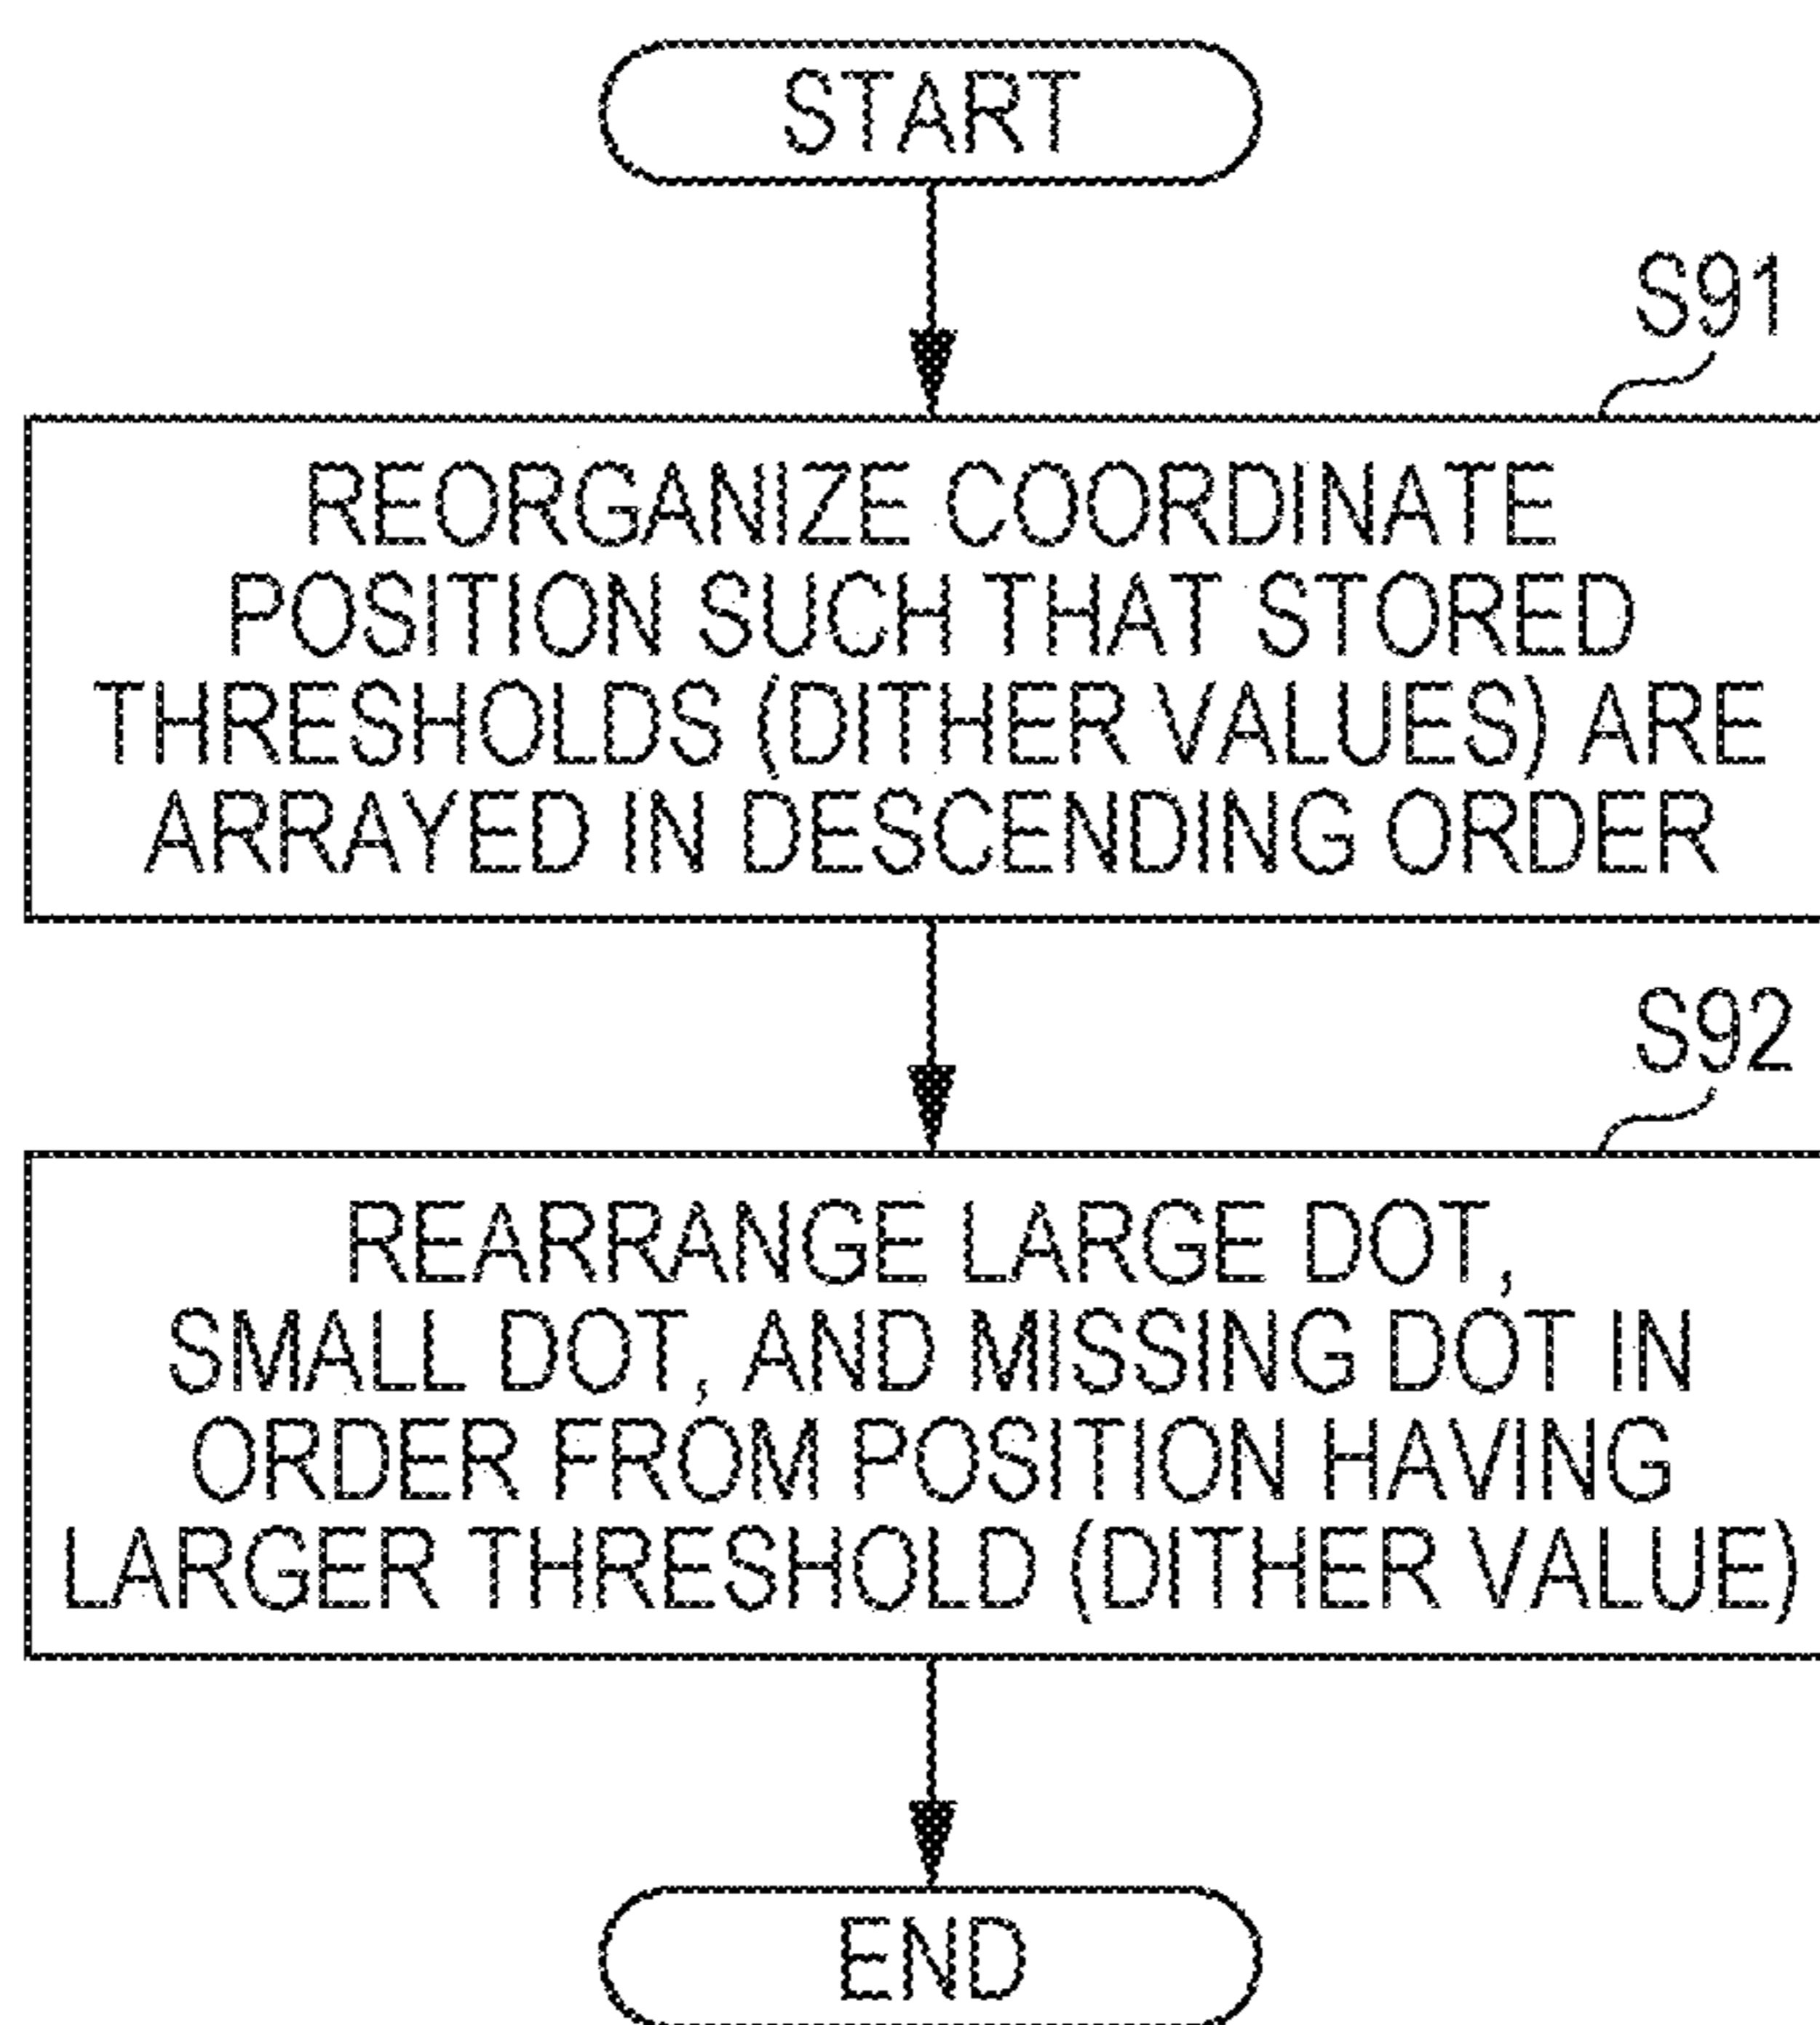 START
S91
REORGANIZE COORDINATE
POSITION SUCH THAT STORED
THRESHOLDS (DITHER VALUES) ARE
ARRAYED IN DESCENDING ORDER
S92
REARRANGE LARGE DOT,
SMALL DOT, AND MISSING DOT IN
ORDER FROM POSITION HAVING
LARGER THRESHOLD (DITHER VALUE)
END